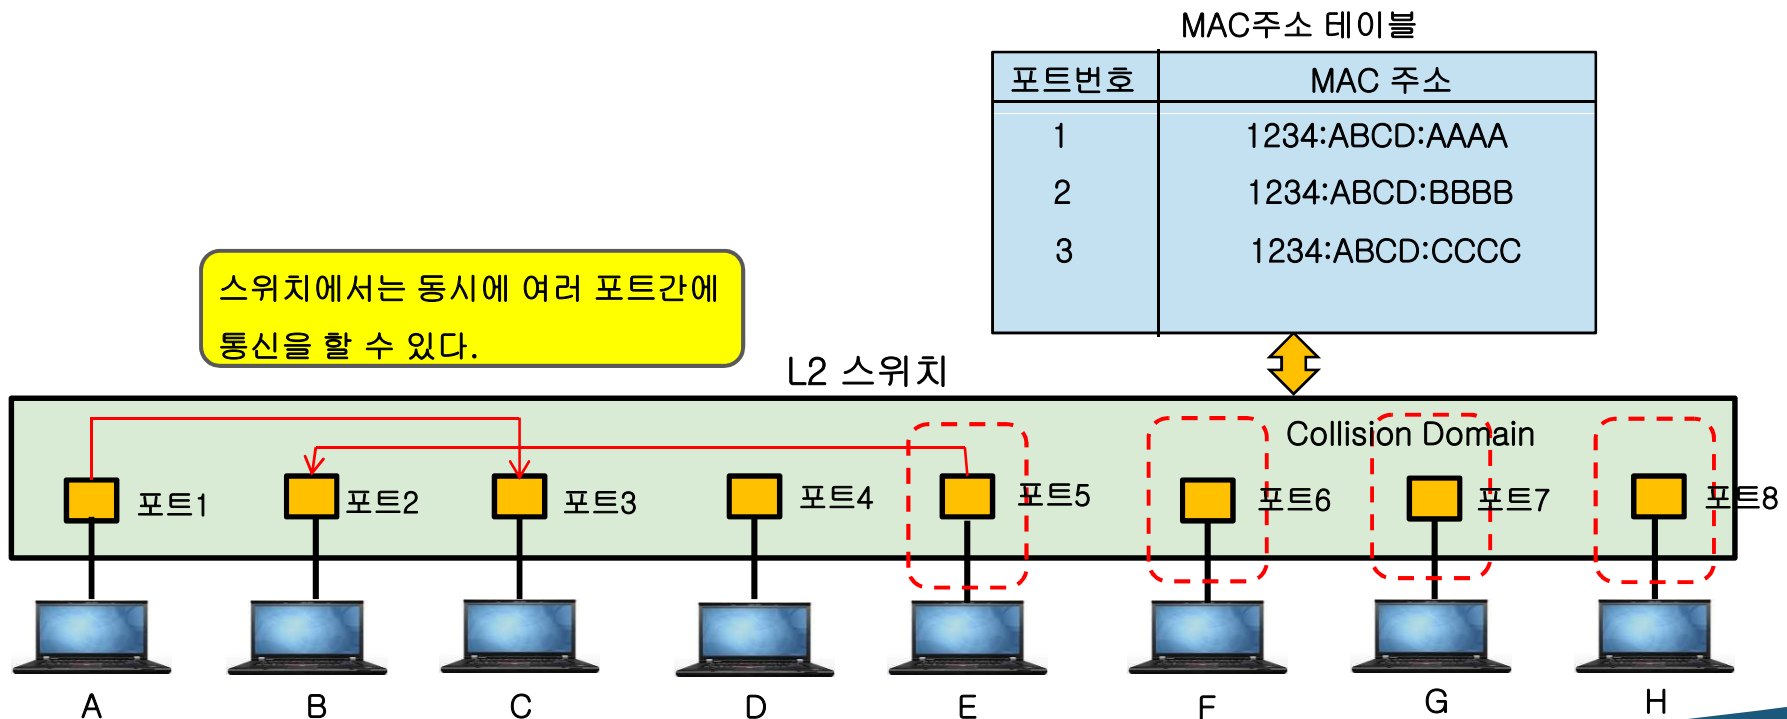 MAC주소 테이블
포트번호 MAC 주소
1 1234:ABCD:AAAA
2 1234:ABCD:BBBB
3 1234:ABCD:CCCC
스위치에서는 동시에 여러 포트간에
통신을 할 수 있다.
L2 스위치
Collision Domain
포트1 포트2 포트3 포트4 포트5 포트6 포트7 포트8
A B C D E F G H